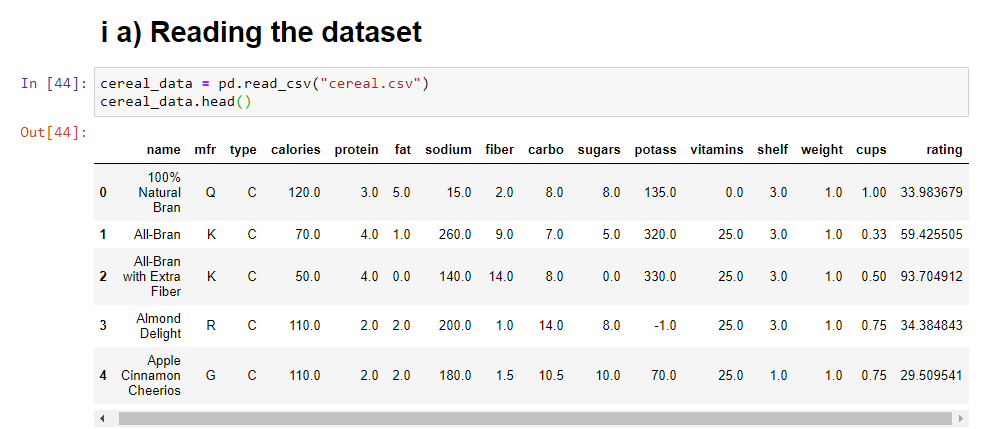 i a) Reading the dataset
In [44]: cereal_data = pd.read_csv("cereal.csv")
cereal_data.head()
Out[44]:
name mfr type calories protein fat sodium fiber carbo sugars potass vitamins shelf weight cups rating
100%
0 Natural Q C 120.0 3.0 5.0 15.0 2.0 8.0 8.0 135.0 0.0 3.0 1.0 1.00 33.983679
Bran
1 All-Bran K C 70.0 4.0 1.0 260.0 9.0 7.0 5.0 320.0 25.0 3.0 1.0 0.33 59.425505
All-Bran
2 with Extra K C 50.0 4.0 0.0 140.0 14.0 8.0 0.0 330.0 25.0 3.0 1.0 0.50 93.704912
Fiber
3 Almond R C 110.0 2.0 2.0 200.0 1.0 14.0 8.0 -1.0 25.0 3.0 1.0 0.75 34.384843
Delight
Apple
4 Cinnamon G C 110.0 2.0 2.0 180.0 1.5 10.5 10.0 70.0 25.0 1.0 1.0 0.75 29.509541
Cheerios